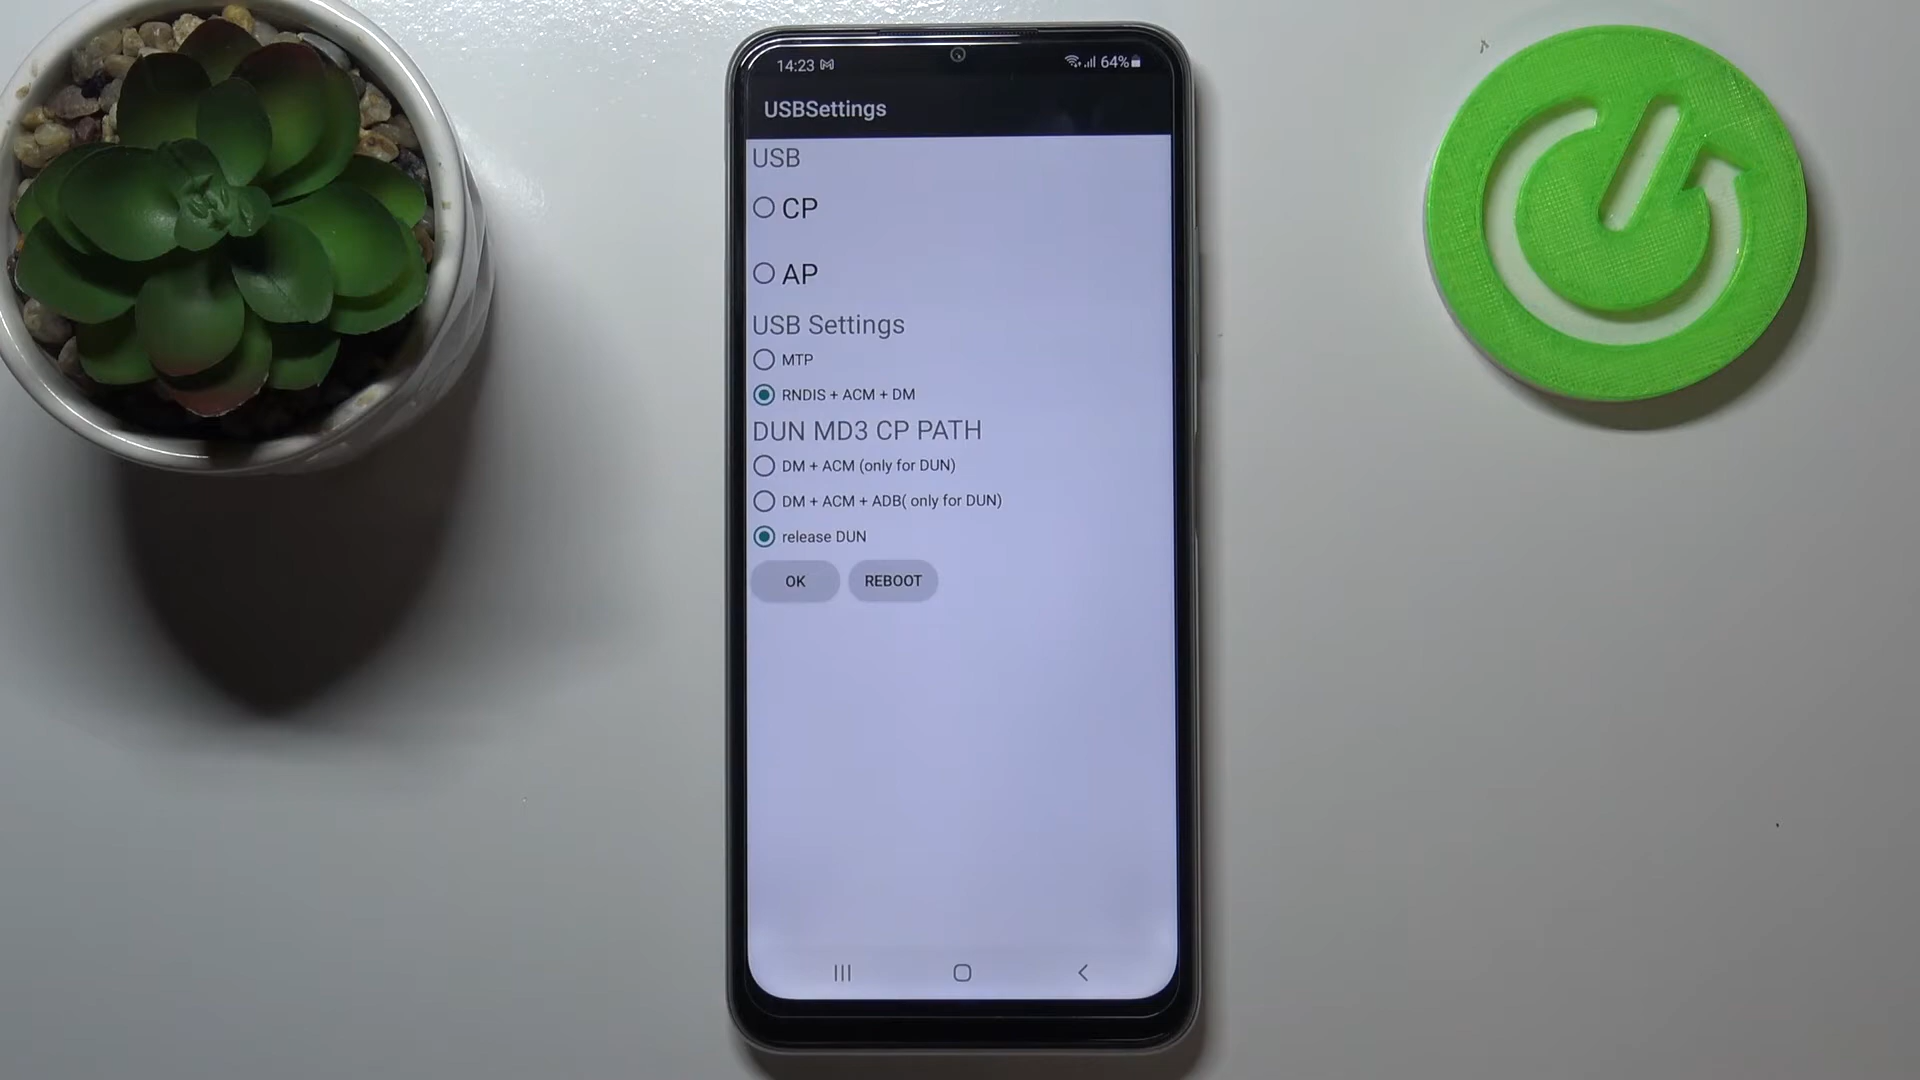 14:23
64%
USBSettings
USB
CP
AP
USB Settings
MTP
RNDIS + ACM + DM
DUN MD3 CP PATH
DM + ACM (only for DUN)
DM + ACM + ADB( only for DUN)
release DUN
OK REBOOT